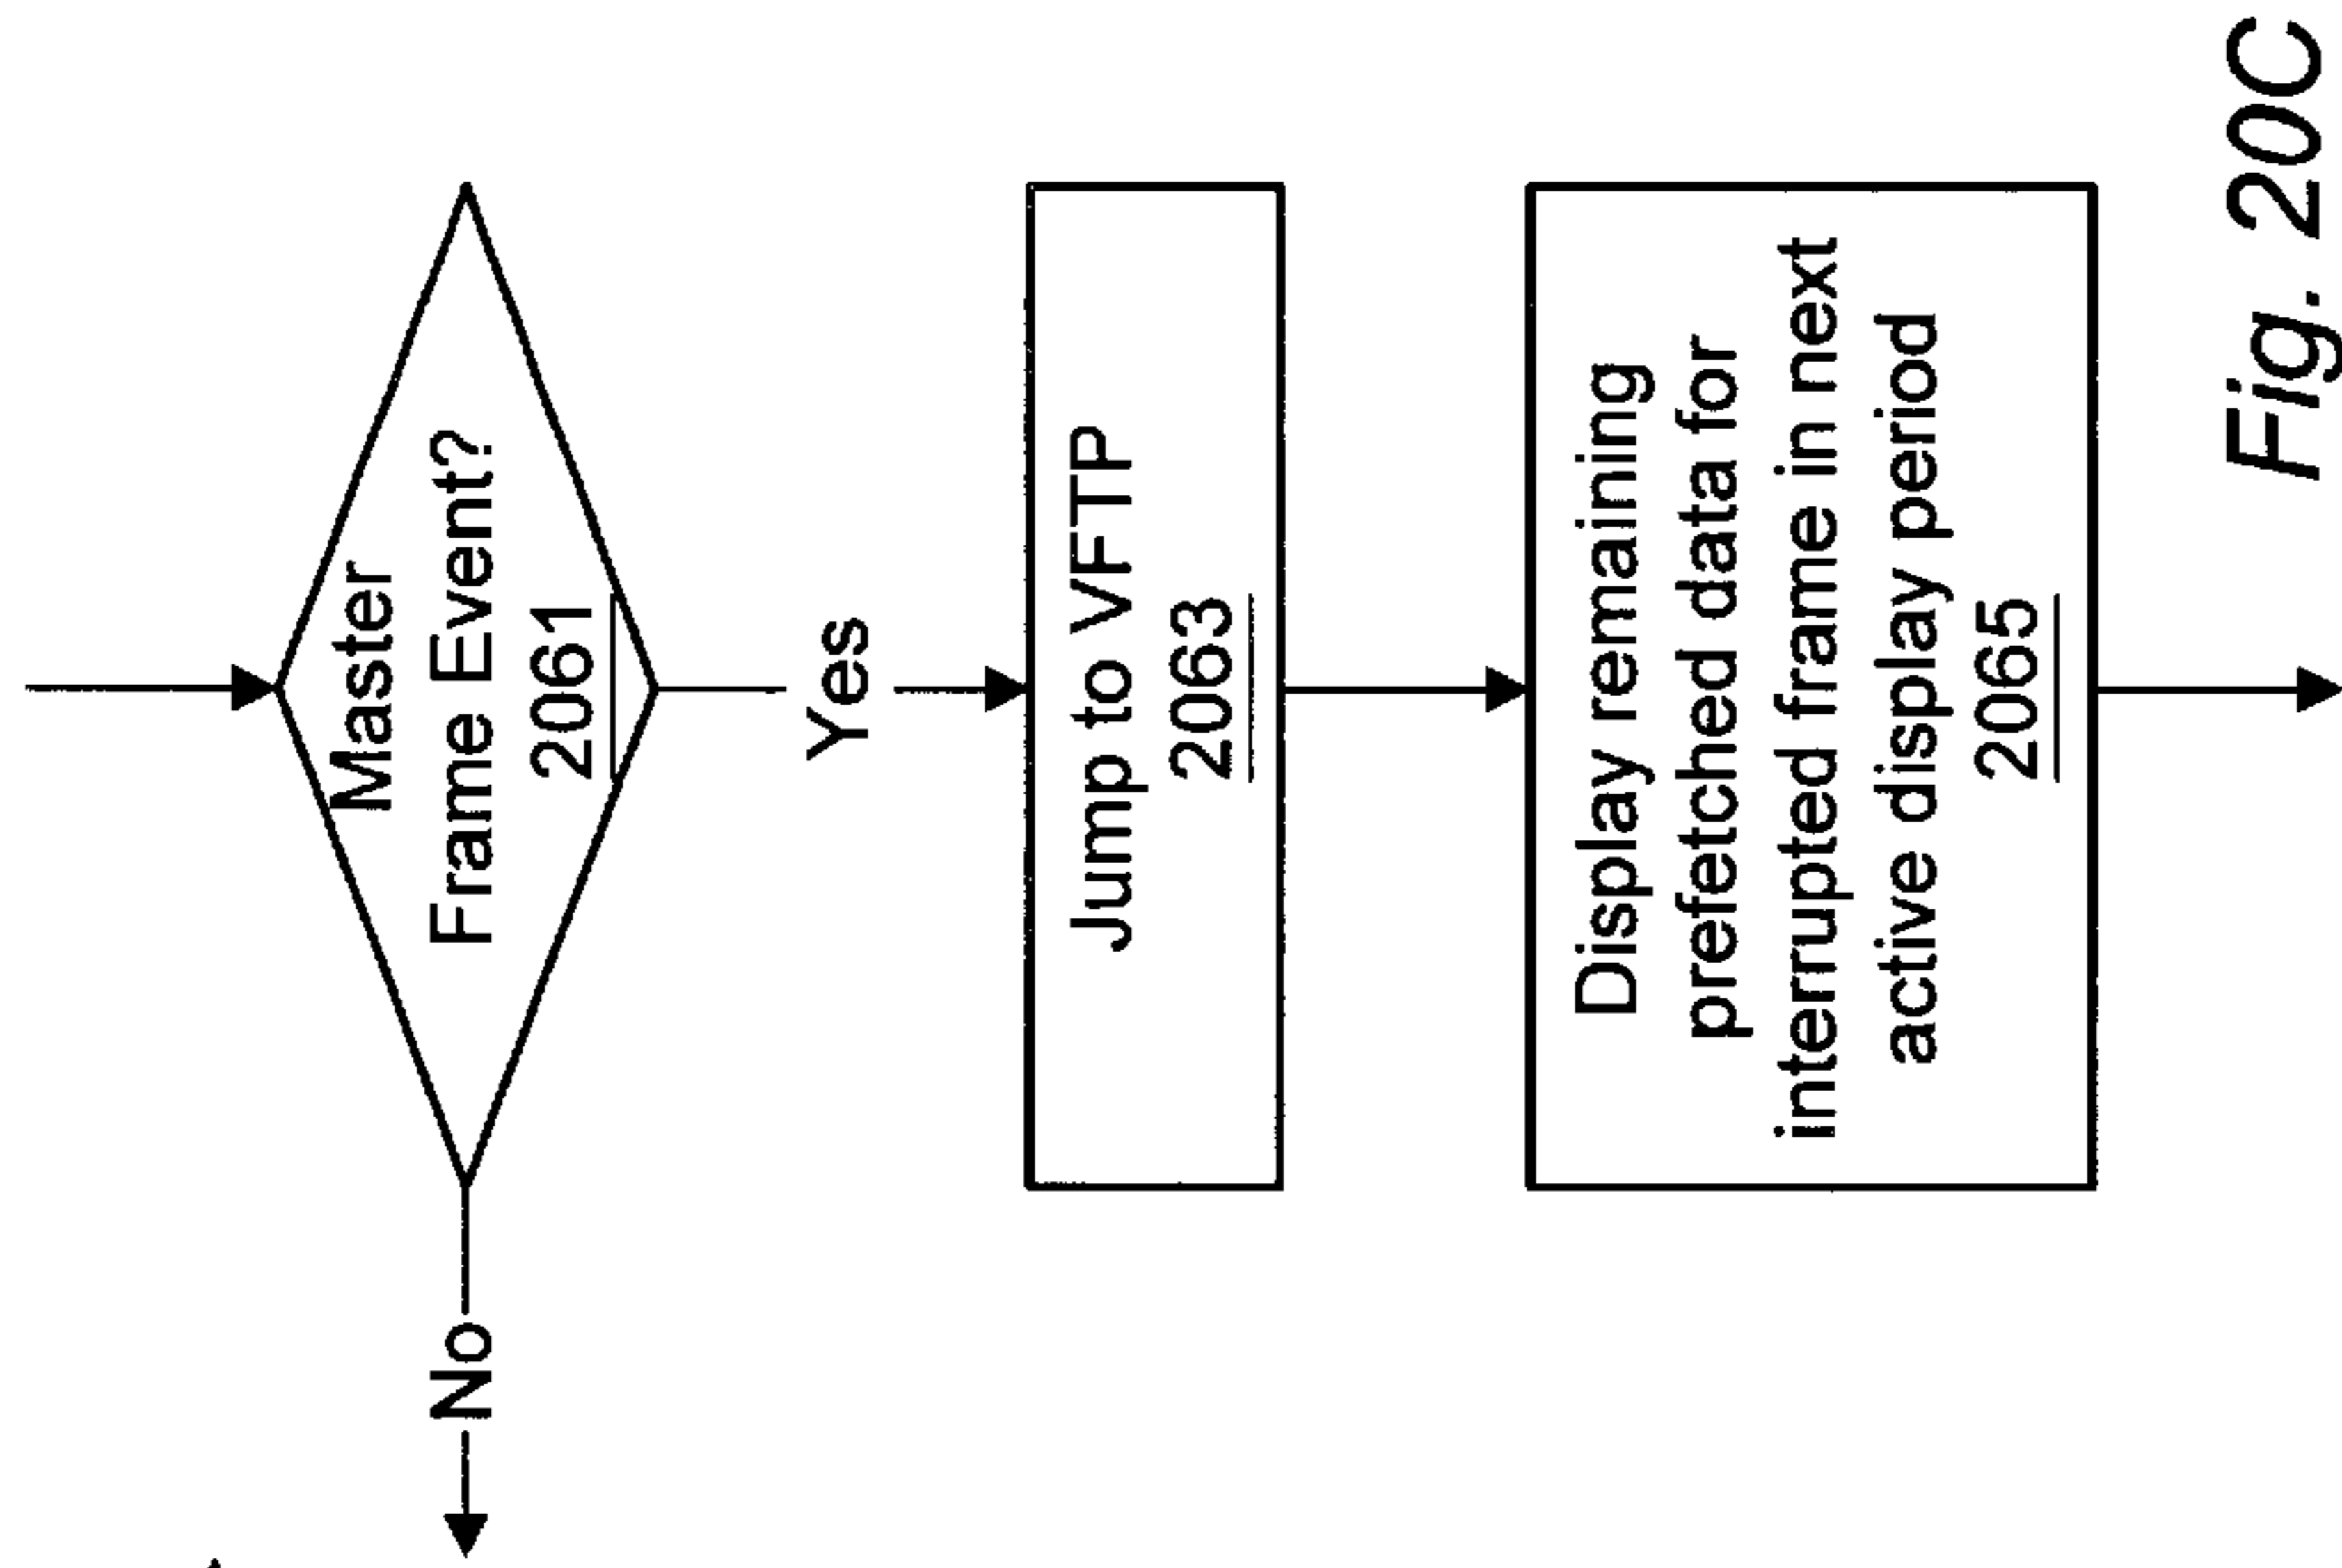 Master
Frame Event?
2061
No
Yes
Jump to VFTP
2063
Display remaining
prefetched data for
interrupted frame in next
active display period
2065
Fig. 20C